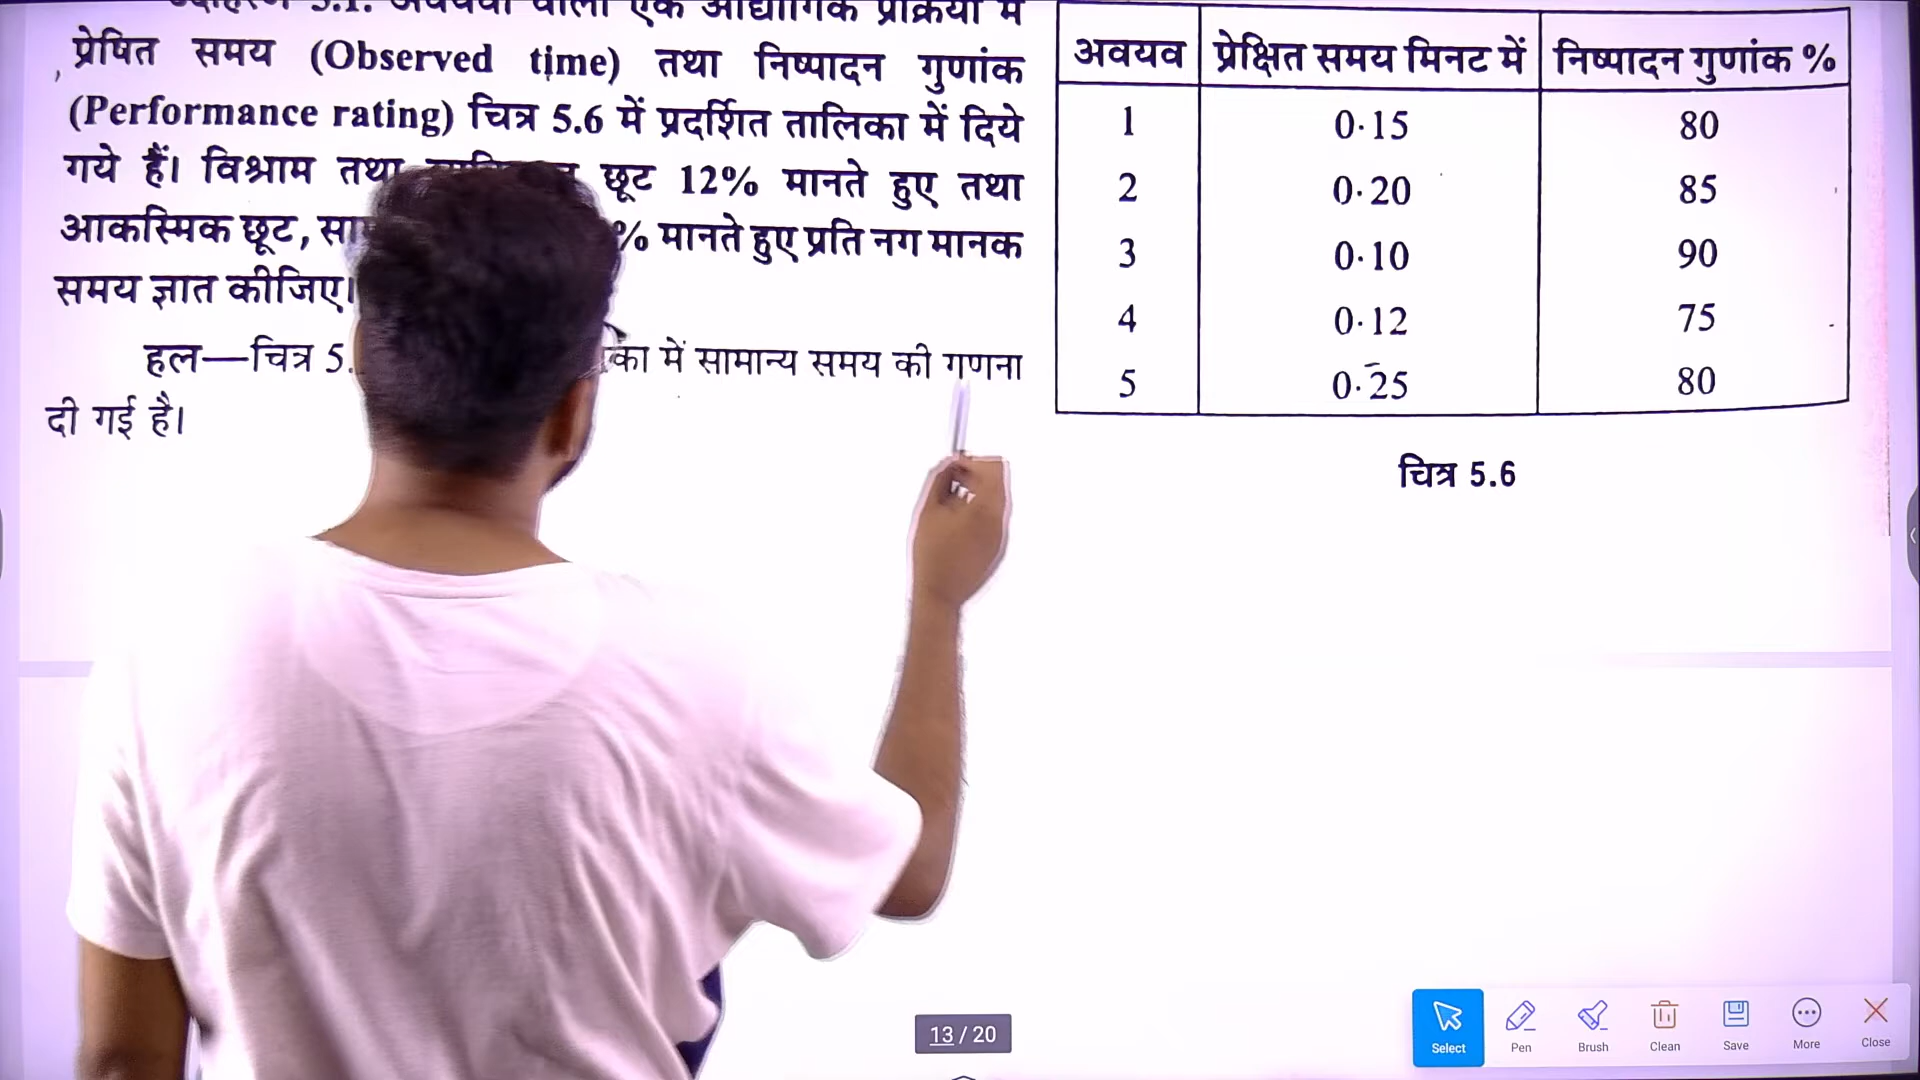 प्रेषित समय (Observed time) तथा निष्पादन गुणांक
(Performance rating) चित्र 5.6 में प्रदर्शित तालिका में दिये
गये हैं। विश्राम तथा छूट 12% मानते हुए तथा
आकस्मिक छूट, % मानते हुए प्रति नग मानक
समय ज्ञात कीजिए।
हल—चित्र 5. में सामान्य समय की गणना
दी गई है।
अवयव प्रेक्षित समय मिनट में निष्पादन गुणांक %
1 0·15 80
2 0·20 85
3 0·10 90
4 0·12 75
5 0·25 80
चित्र 5.6
13 / 20
Select Pen Brush Clean Save More Close